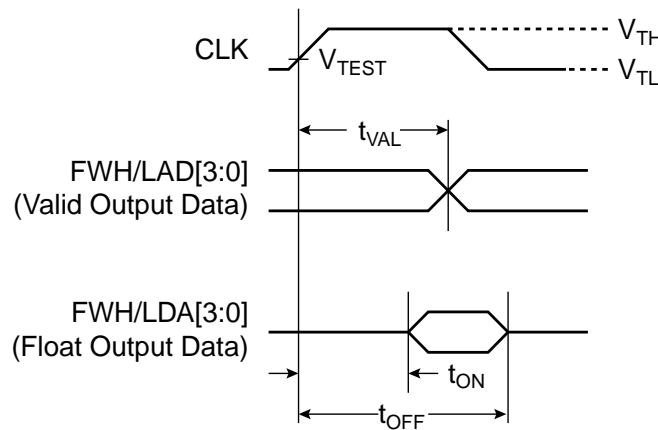 CLK
V_TEST
V_TH
V_TL
t_VAL
FWH/LAD[3:0]
(Valid Output Data)
FWH/LDA[3:0]
(Float Output Data)
t_ON
t_OFF